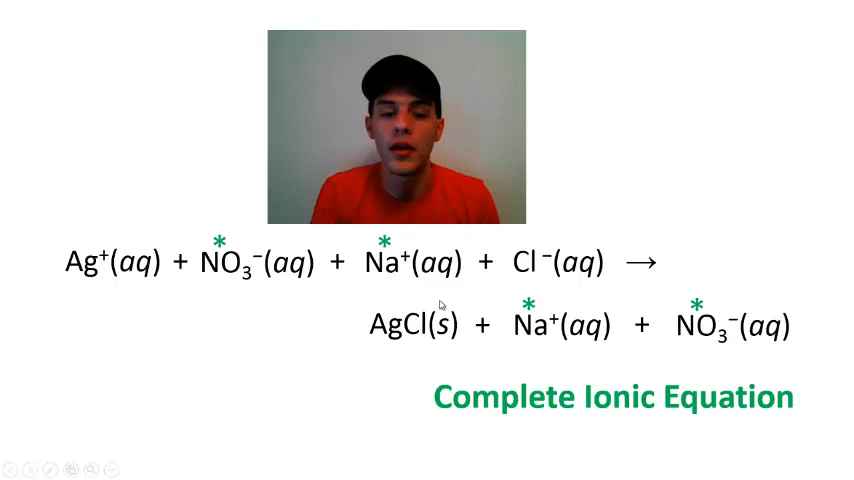 * *
Ag⁺(aq) + NO₃⁻(aq) + Na⁺(aq) + Cl⁻(aq) →
* *
AgCl(s) + Na⁺(aq) + NO₃⁻(aq)
Complete Ionic Equation